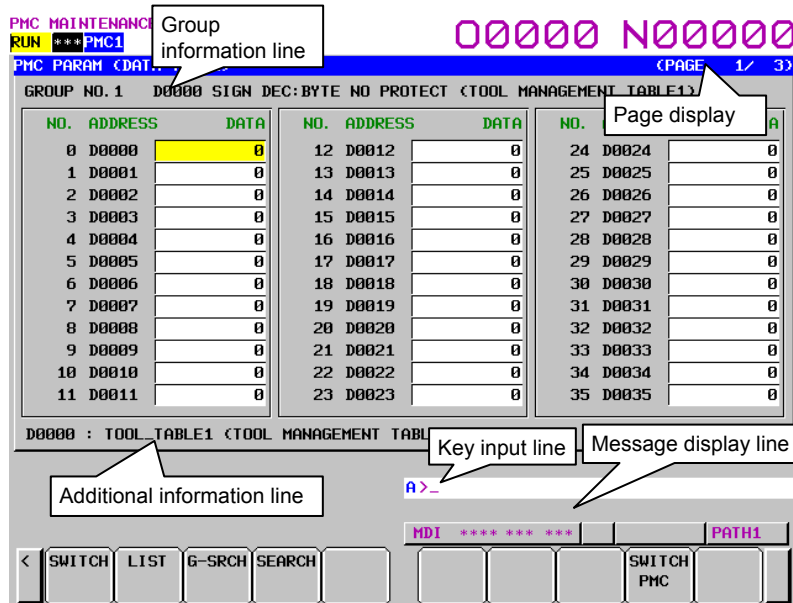 PMC MAINTENANCE
Group information line
O0000 N00000
RUN *** PMC1
PMC PARAM (DATA (PAGE 1/ 3)
GROUP NO.1 D0000 SIGN DEC:BYTE NO PROTECT (TOOL MANAGEMENT TABLE1)
Page display
NO. ADDRESS DATA NO. ADDRESS DATA NO.
0 D0000 0 12 D0012 0 24 D0024 0
1 D0001 0 13 D0013 0 25 D0025 0
2 D0002 0 14 D0014 0 26 D0026 0
3 D0003 0 15 D0015 0 27 D0027 0
4 D0004 0 16 D0016 0 28 D0028 0
5 D0005 0 17 D0017 0 29 D0029 0
6 D0006 0 18 D0018 0 30 D0030 0
7 D0007 0 19 D0019 0 31 D0031 0
8 D0008 0 20 D0020 0 32 D0032 0
9 D0009 0 21 D0021 0 33 D0033 0
10 D0010 0 22 D0022 0 34 D0034 0
11 D0011 0 23 D0023 0 35 D0035 0
D0000 : TOOL_TABLE1 (TOOL MANAGEMENT
Key input line
Message display line
Additional information line
A>_
MDI **** *** *** PATH1
< SWITCH LIST G-SRCH SEARCH SWITCH PMC